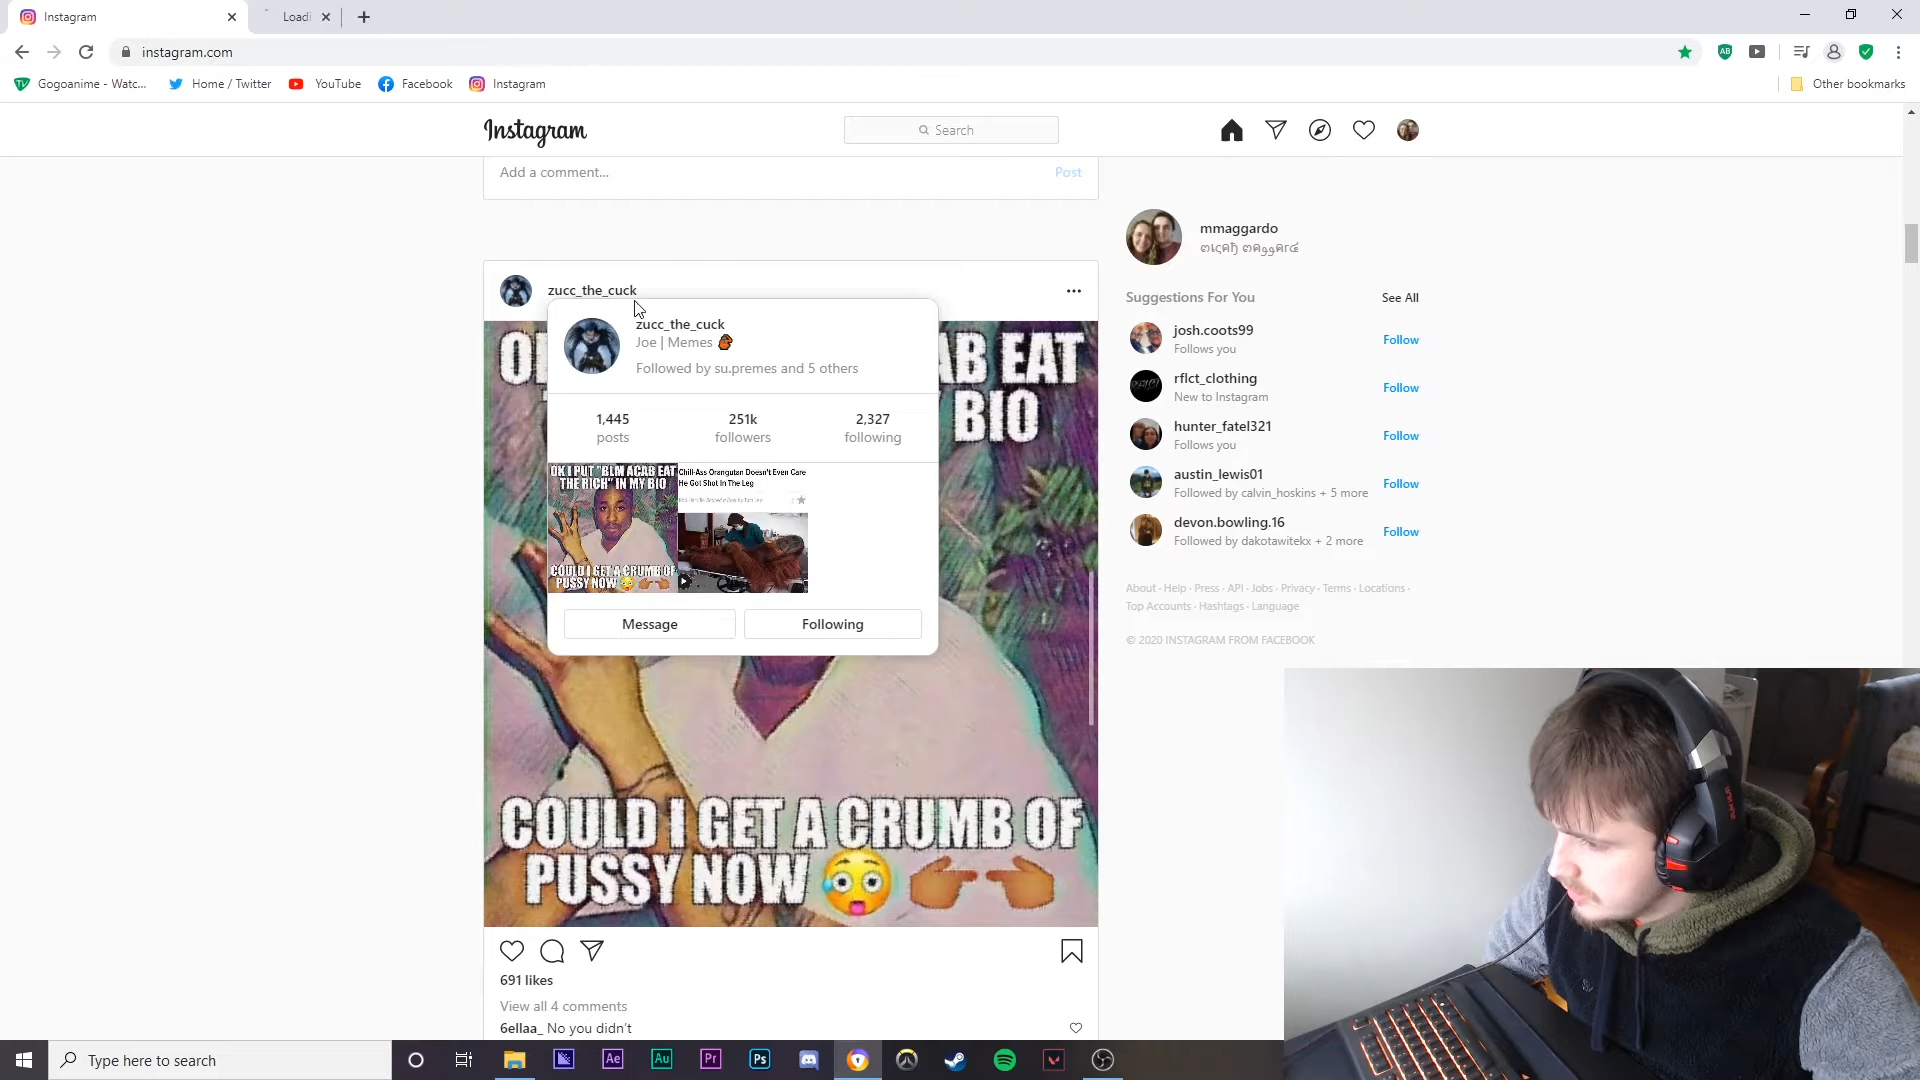 Instagram
Loadi
instagram.com
Gogoanime - Watc...
Home / Twitter
YouTube
Facebook
Instagram
Other bookmarks
Instagram
Search
Add a comment...
Post
zucc_the_cuck
zucc_the_cuck
Joe | Memes
Followed by su.premes and 5 others
1,445
posts
251k
followers
2,327
following
OK I PUT "BLM ACAB EAT
THE RICH" IN MY BIO
COULD I GET A CRUMB OF
PUSSY NOW
Chill-Ass Orangutan Doesn't Even Care
He Got Shot In The Leg
Message
Following
AB EAT
BIO
COULD I GET A CRUMB OF
PUSSY NOW
691 likes
View all 4 comments
6ellaa_ No you didn't
mmaggardo
Suggestions For You
See All
josh.coots99
Follows you
Follow
rflct_clothing
New to Instagram
Follow
hunter_fatel321
Follows you
Follow
austin_lewis01
Followed by calvin_hoskins + 5 more
Follow
devon.bowling.16
Followed by dakotawitekx + 2 more
Follow
About · Help · Press · API · Jobs · Privacy · Terms · Locations ·
Top Accounts · Hashtags · Language
© 2020 INSTAGRAM FROM FACEBOOK
Type here to search
Ae
Au
Pr
Ps